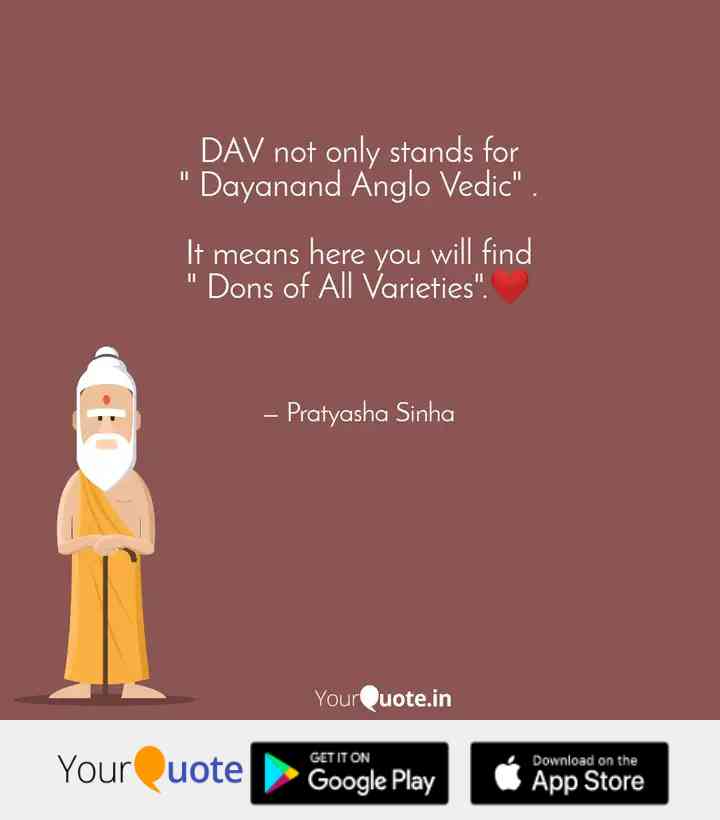 DAV not only stands for
" Dayanand Anglo Vedic" .
It means here you will find
" Dons of All Varieties".❤️
– Pratyasha Sinha
YourQuote.in
YourQuote
GET IT ON
Google Play
Download on the
App Store